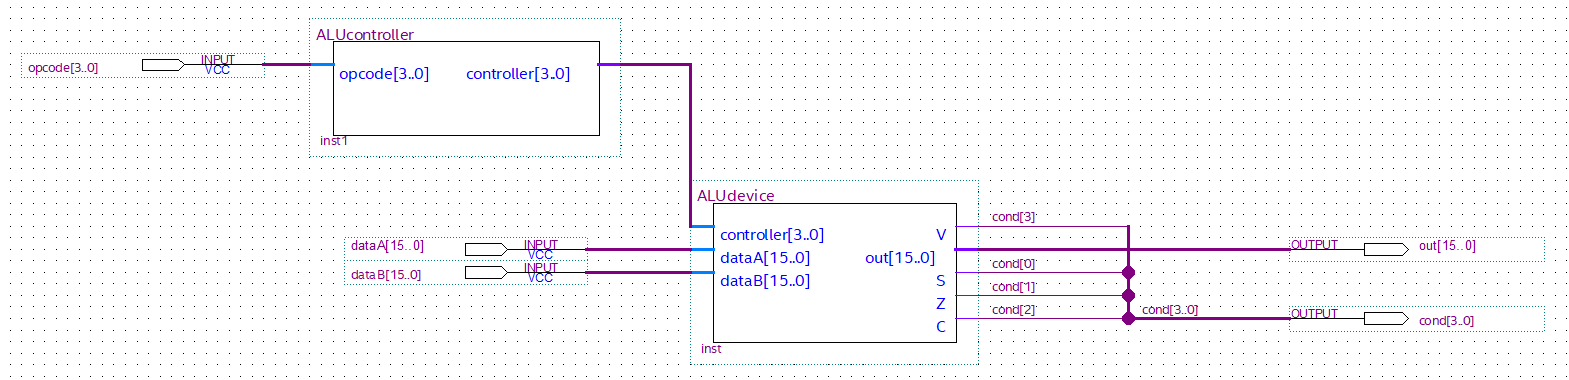 ALUcontroller
opcode[3..0]
INPUT
VCC
opcode[3..0] controller[3..0]
inst1
ALUdevice
cond[3]
controller[3..0] V
dataA[15..0]
INPUT
VCC
dataA[15..0] out[15..0]
OUTPUT
out[15..0]
cond[0]
dataB[15..0]
INPUT
VCC
dataB[15..0] S
cond[1]
Z
cond[2]
cond[3..0]
OUTPUT
cond[3..0]
C
inst